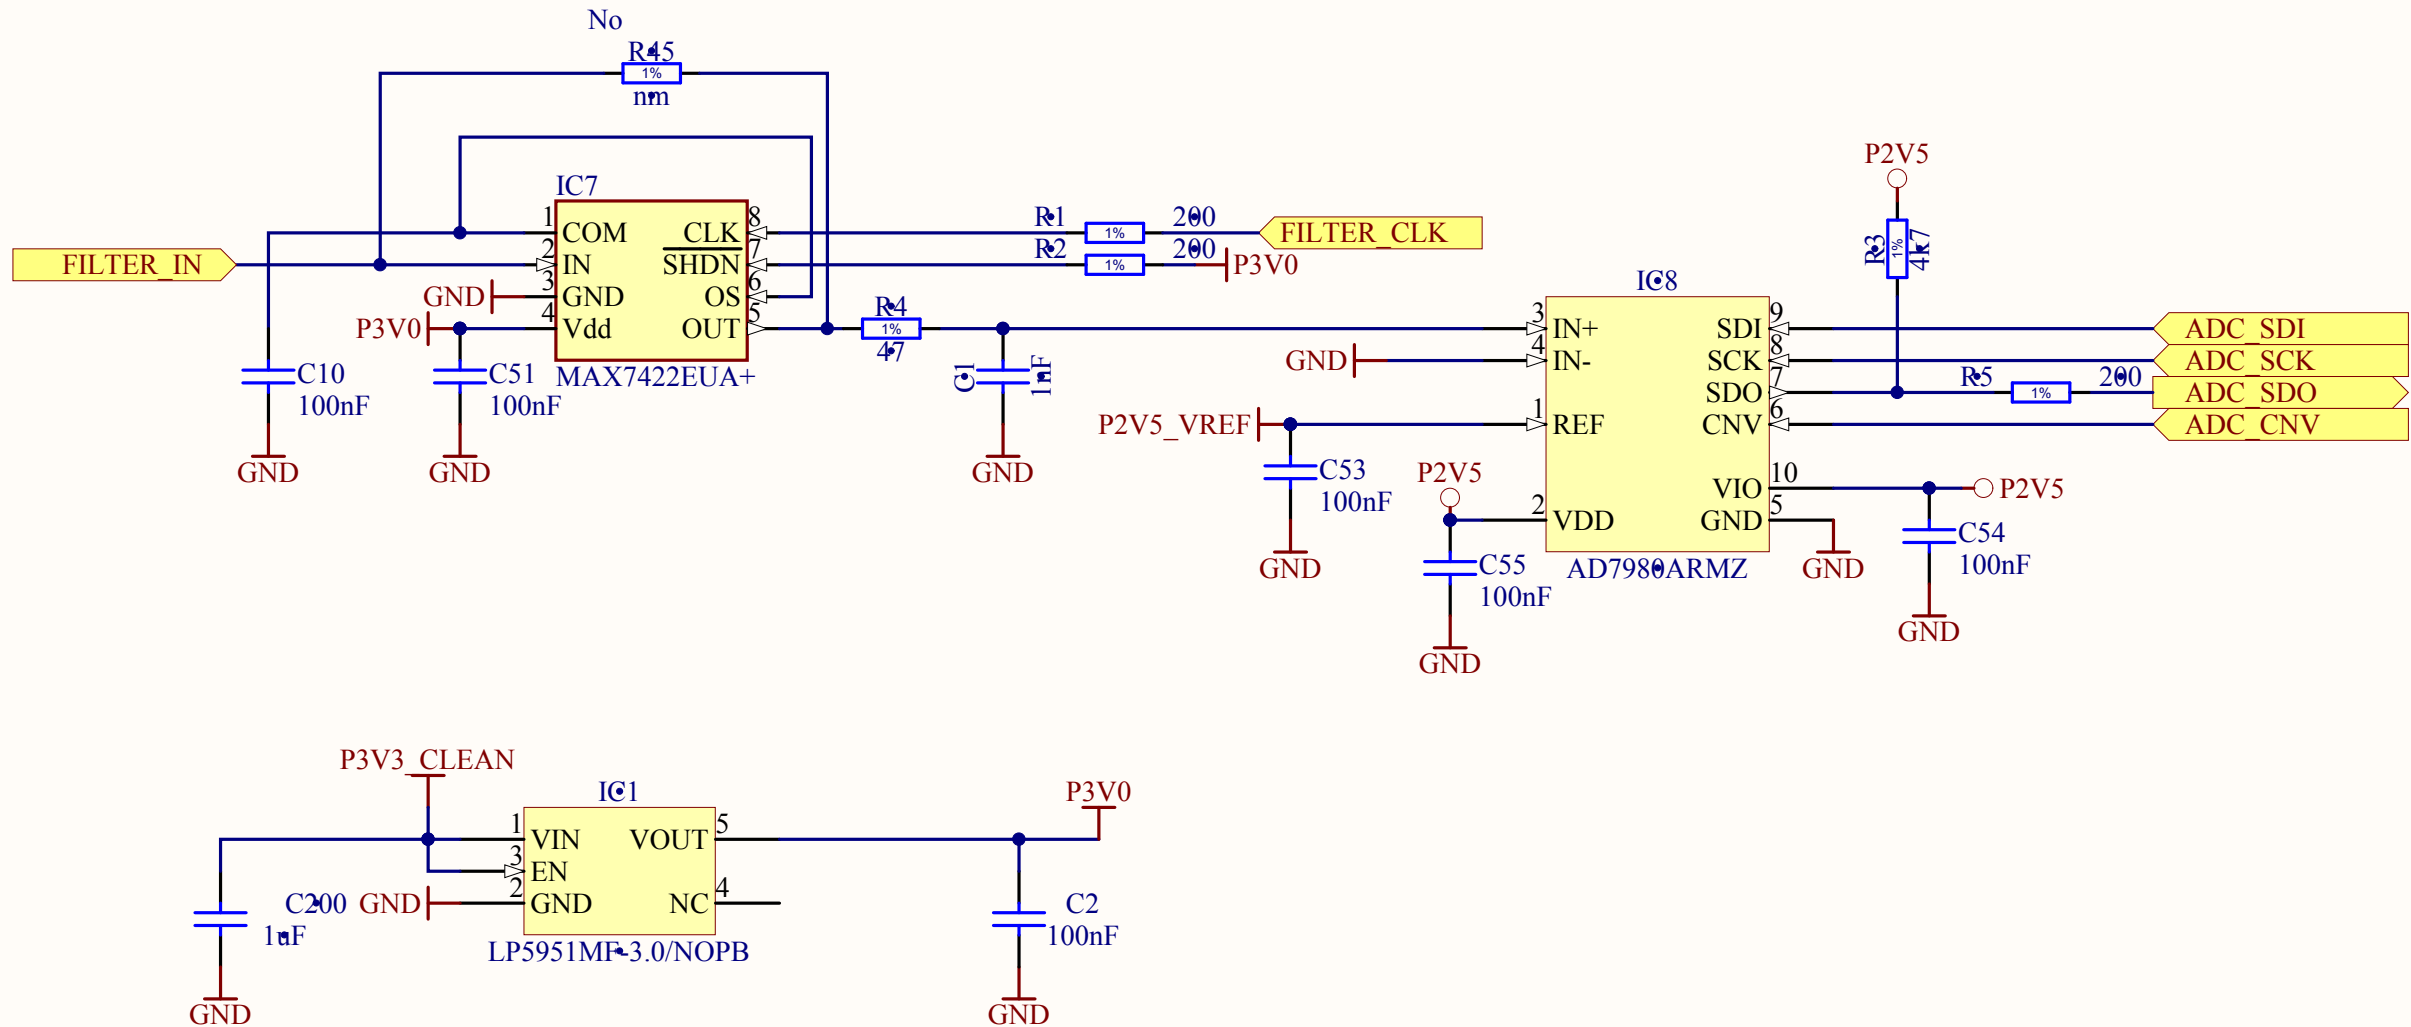 No
R45
1%
nm
IC7
1 COM CLK 8
2 IN SHDN 7
3 GND OS 6
4 Vdd OUT 5
MAX7422EUA+
FILTER_IN
GND
P3V0
C10
100nF
GND
C51
100nF
GND
R1 1% 200
FILTER_CLK
R2 1% 200
P3V0
R4
1%
47
C1 1nF
GND
IC8
3 IN+ SDI 9
4 IN- SCK 8
SDO 7
1 REF CNV 6
VIO 10
2 VDD GND 5
AD7980ARMZ
GND
P2V5_VREF
C53
100nF
GND
P2V5
C55
100nF
GND
P2V5
R3 1% 4k7
ADC_SDI
ADC_SCK
R5 1% 200
ADC_SDO
ADC_CNV
P2V5
C54
100nF
GND
GND
P3V3_CLEAN
IC1
1 VIN VOUT 5
3 EN
2 GND NC 4
LP5951MF-3.0/NOPB
C200
1uF
GND
GND
P3V0
C2
100nF
GND